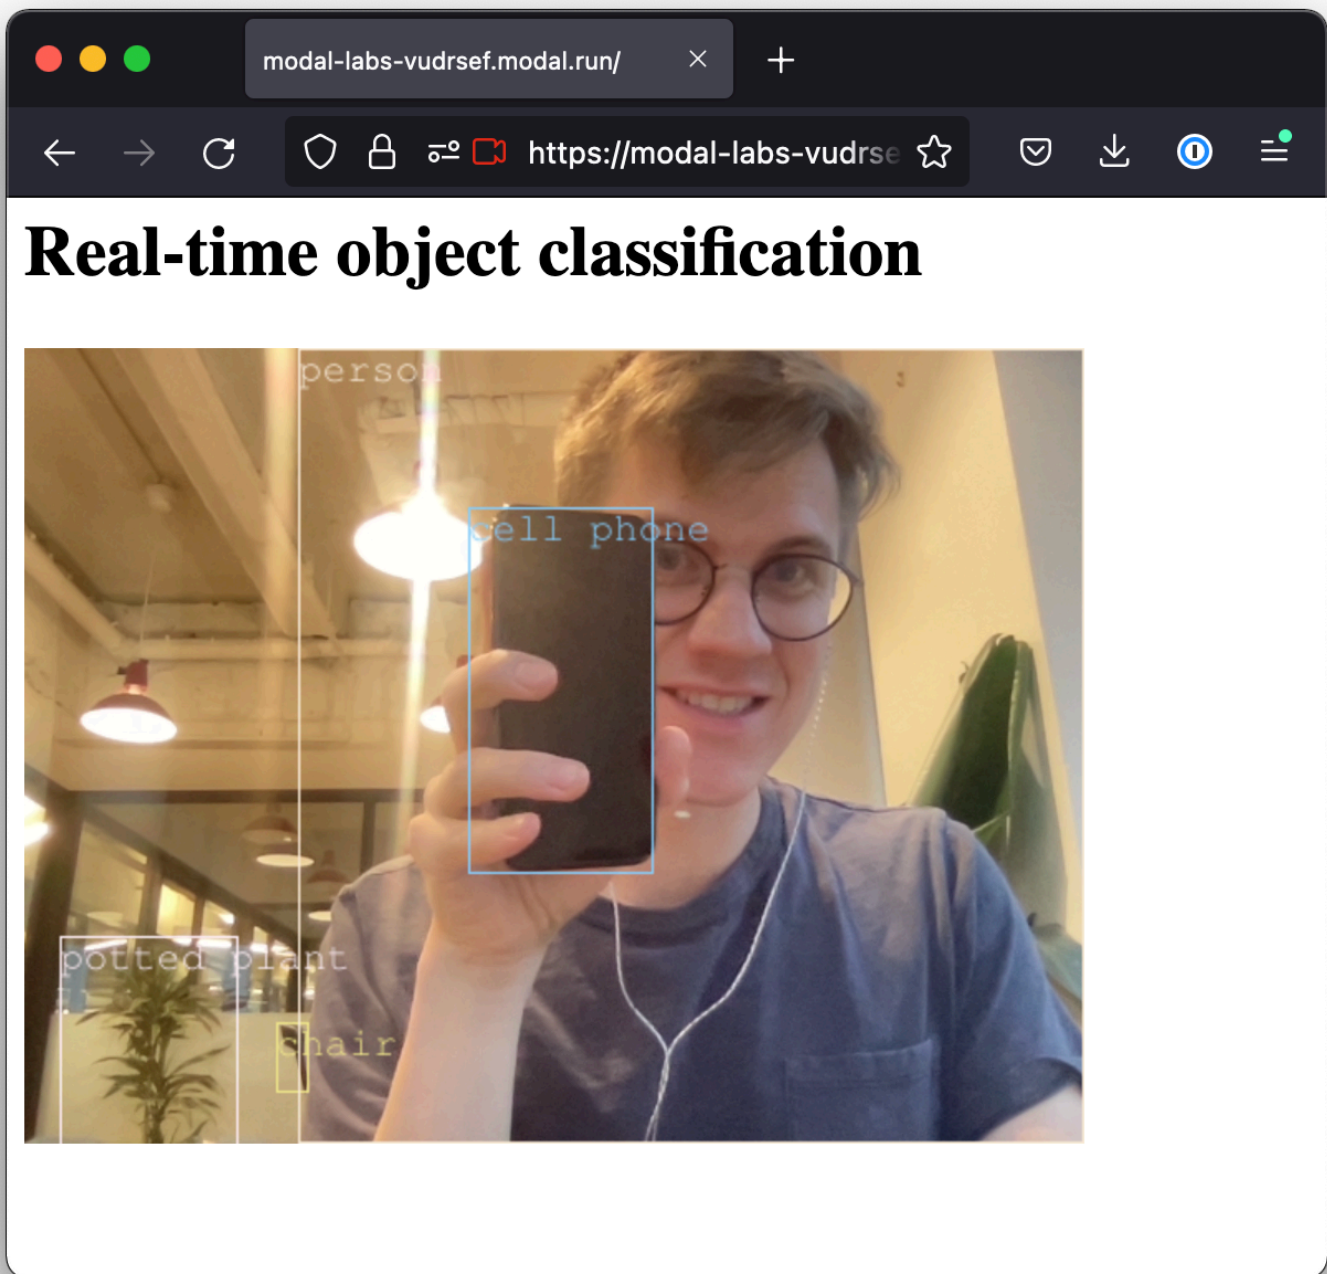 modal-labs-vudrsef.modal.run/
https://modal-labs-vudrse
Real-time object classification
person
cell phone
potted plant
chair